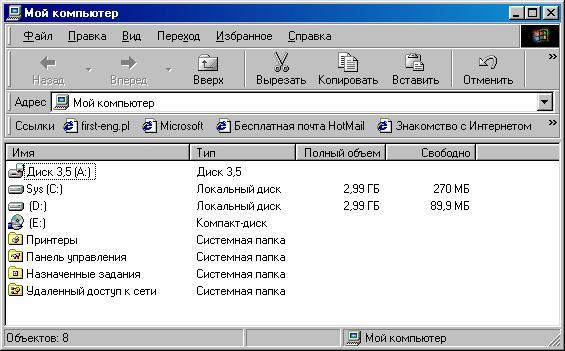 Мой компьютер
Файл Правка Вид Переход Избранное Справка
Назад Вперед Вверх Вырезать Копировать Вставить Отменить »
Адрес Мой компьютер
Ссылки first-eng.pl Microsoft Бесплатная почта HotMail Знакомство с Интернетом »
Имя Тип Полный объем Свободно
Диск 3,5 (A:) Диск 3,5
Sys (C:) Локальный диск 2,99 ГБ 270 МБ
(D:) Локальный диск 2,99 ГБ 89,9 МБ
(E:) Компакт-диск
Принтеры Системная папка
Панель управления Системная папка
Назначенные задания Системная папка
Удаленный доступ к сети Системная папка
Объектов: 8 Мой компьютер